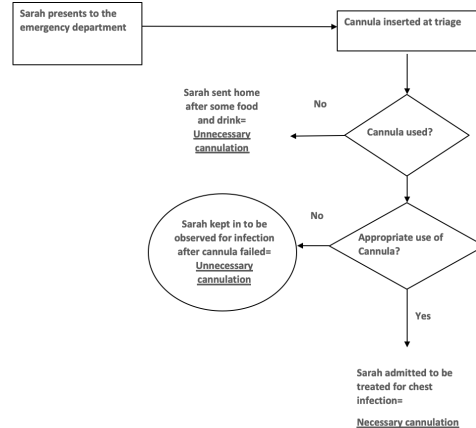 Sarah presents to the
emergency department
Cannula inserted at triage
Sarah sent home
after some food
and drink=
Unnecessary
cannulation
No
Cannula used?
Sarah kept in to be
observed for infection
after cannula failed=
Unnecessary
cannulation
No
Appropriate use of
Cannula?
Yes
Sarah admitted to be
treated for chest
infection=
Necessary cannulation